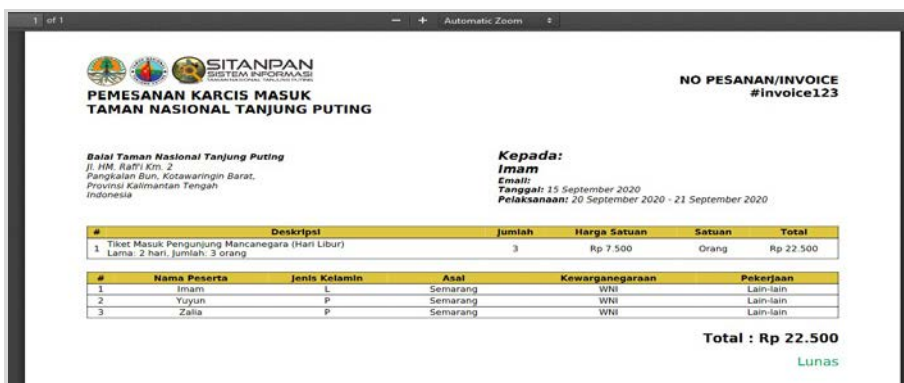 1 of 1
Automatic Zoom
SITANPAN
SISTEM INFORMASI
TAMAN NASIONAL TANJUNG PUTING
PEMESANAN KARCIS MASUK
TAMAN NASIONAL TANJUNG PUTING
NO PESANAN/INVOICE
#invoice123
Balai Taman Nasional Tanjung Puting
Jl. HM. Rafi'i Km. 2
Pangkalan Bun, Kotawaringin Barat,
Provinsi Kalimantan Tengah
Indonesia
Kepada:
Imam
Email:
Tanggal: 15 September 2020
Pelaksanaan: 20 September 2020 - 21 September 2020
# Deskripsi Jumlah Harga Satuan Satuan Total
1 Tiket Masuk Pengunjung Mancanegara (Hari Libur) 3 Rp 7.500 Orang Rp 22.500
Lama: 2 hari, Jumlah: 3 orang
# Nama Peserta Jenis Kelamin Asal Kewarganegaraan Pekerjaan
1 Imam L Semarang WNI Lain-lain
2 Yuyun P Semarang WNI Lain-lain
3 Zalia P Semarang WNI Lain-lain
Total : Rp 22.500
Lunas